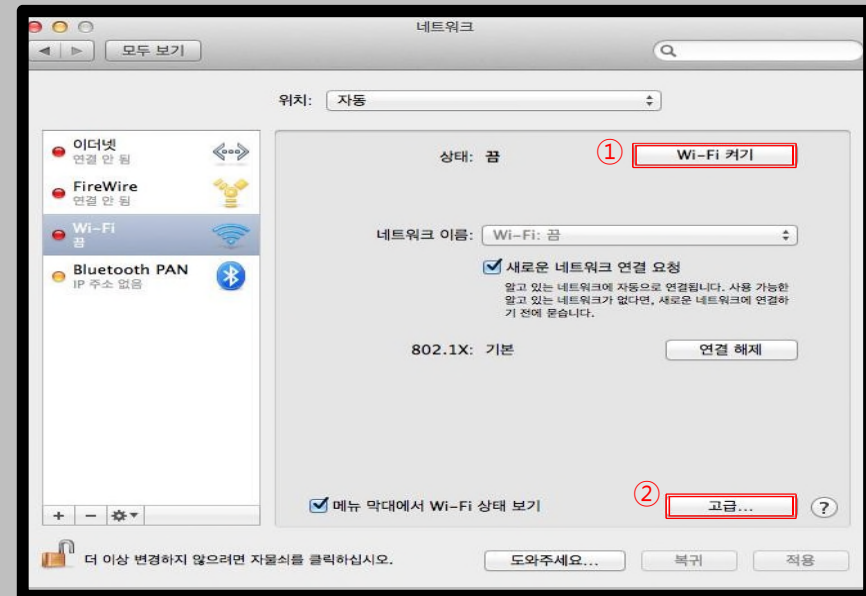 네트워크
모두 보기
위치: 자동
이더넷
연결 안 됨
FireWire
연결 안 됨
Wi-Fi
끔
Bluetooth PAN
IP 주소 없음
상태: 끔
① Wi-Fi 켜기
네트워크 이름: Wi-Fi: 끔
새로운 네트워크 연결 요청
알고 있는 네트워크에 자동으로 연결됩니다. 사용 가능한
알고 있는 네트워크가 없다면, 새로운 네트워크에 연결하
기 전에 묻습니다.
802.1X: 기본 연결 해제
메뉴 막대에서 Wi-Fi 상태 보기
② 고급... ?
더 이상 변경하지 않으려면 자물쇠를 클릭하십시오.
도와주세요... 복귀 적용